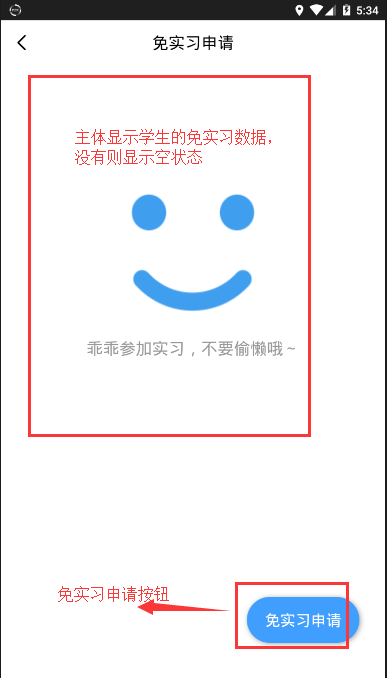 5:34
免实习申请
主体显示学生的免实习数据，
没有则显示空状态
乖乖参加实习，不要偷懒哦～
免实习申请按钮
免实习申请